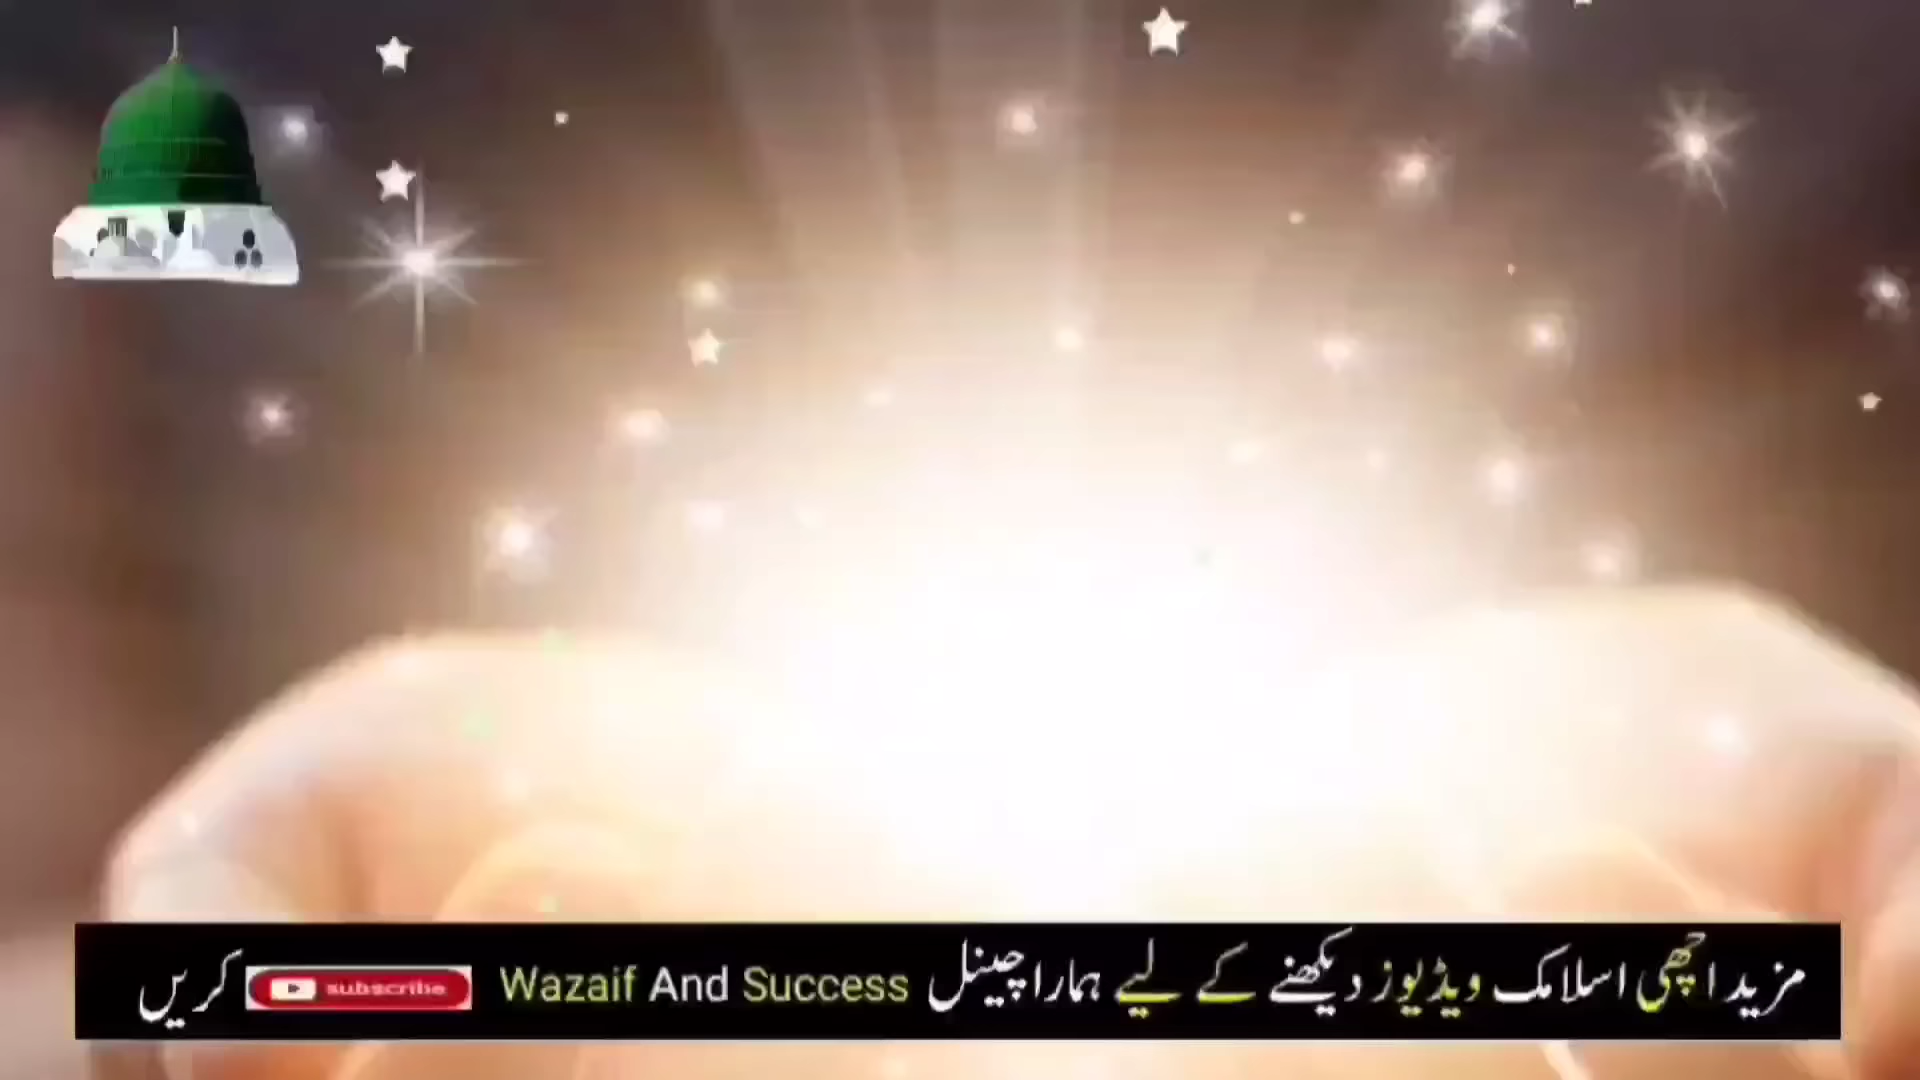 مزید اچھی اسلامک ویڈیوز دیکھنے کے لیے ہمارا چینل Wazaif And Success subscribe کریں